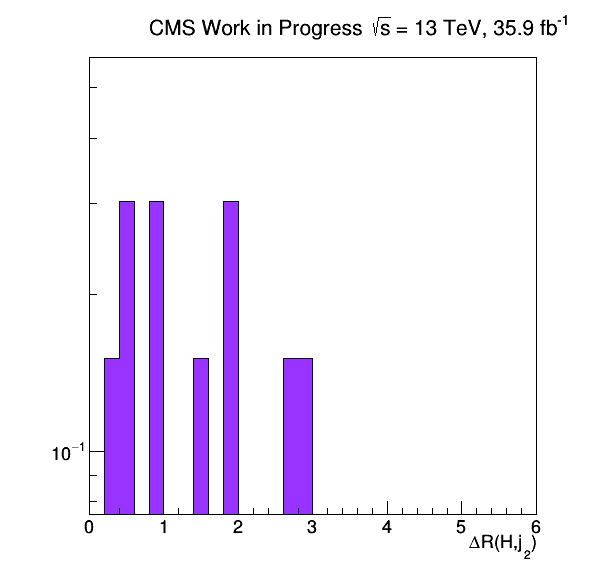 CMS Work in Progress √s = 13 TeV, 35.9 fb⁻¹
10⁻¹
0 1 2 3 4 5 6
ΔR(H,j₂)